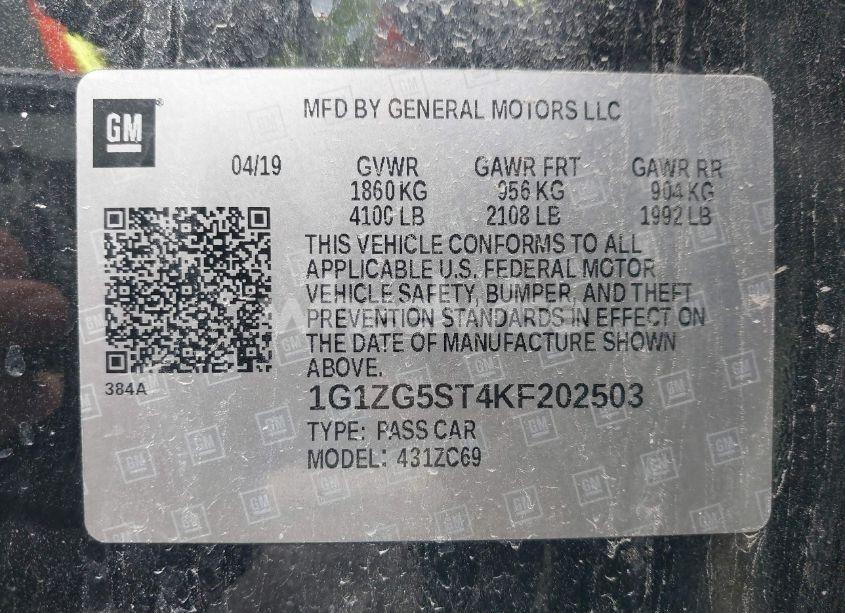 GM
MFD BY GENERAL MOTORS LLC
04/19 GVWR GAWR FRT GAWR RR
1860 KG 956 KG 904 KG
4100 LB 2108 LB 1992 LB
THIS VEHICLE CONFORMS TO ALL
APPLICABLE U.S. FEDERAL MOTOR
VEHICLE SAFETY, BUMPER, AND THEFT
PREVENTION STANDARDS IN EFFECT ON
THE DATE OF MANUFACTURE SHOWN
ABOVE.
384A
1G1ZG5ST4KF202503
TYPE: PASS CAR
MODEL: 431ZC69